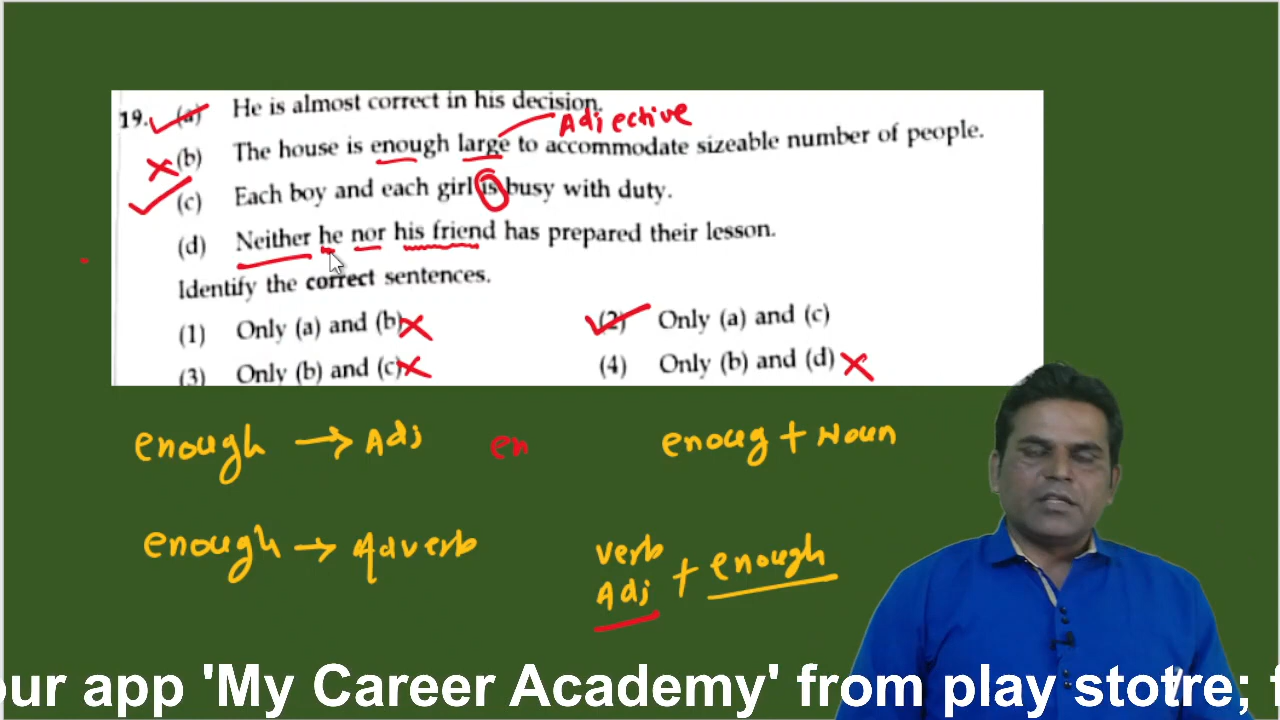 19. (a) He is almost correct in his decision.
Adjective
(b) The house is enough large to accommodate sizeable number of people.
(c) Each boy and each girl is busy with duty.
(d) Neither he nor his friend has prepared their lesson.
Identify the correct sentences.
(1) Only (a) and (b) (2) Only (a) and (c)
(3) Only (b) and (c) (4) Only (b) and (d)
enough → Adj en enoug + Noun
enough → Adverb verb
Adj + enough
our app 'My Career Academy' from play stotre; f